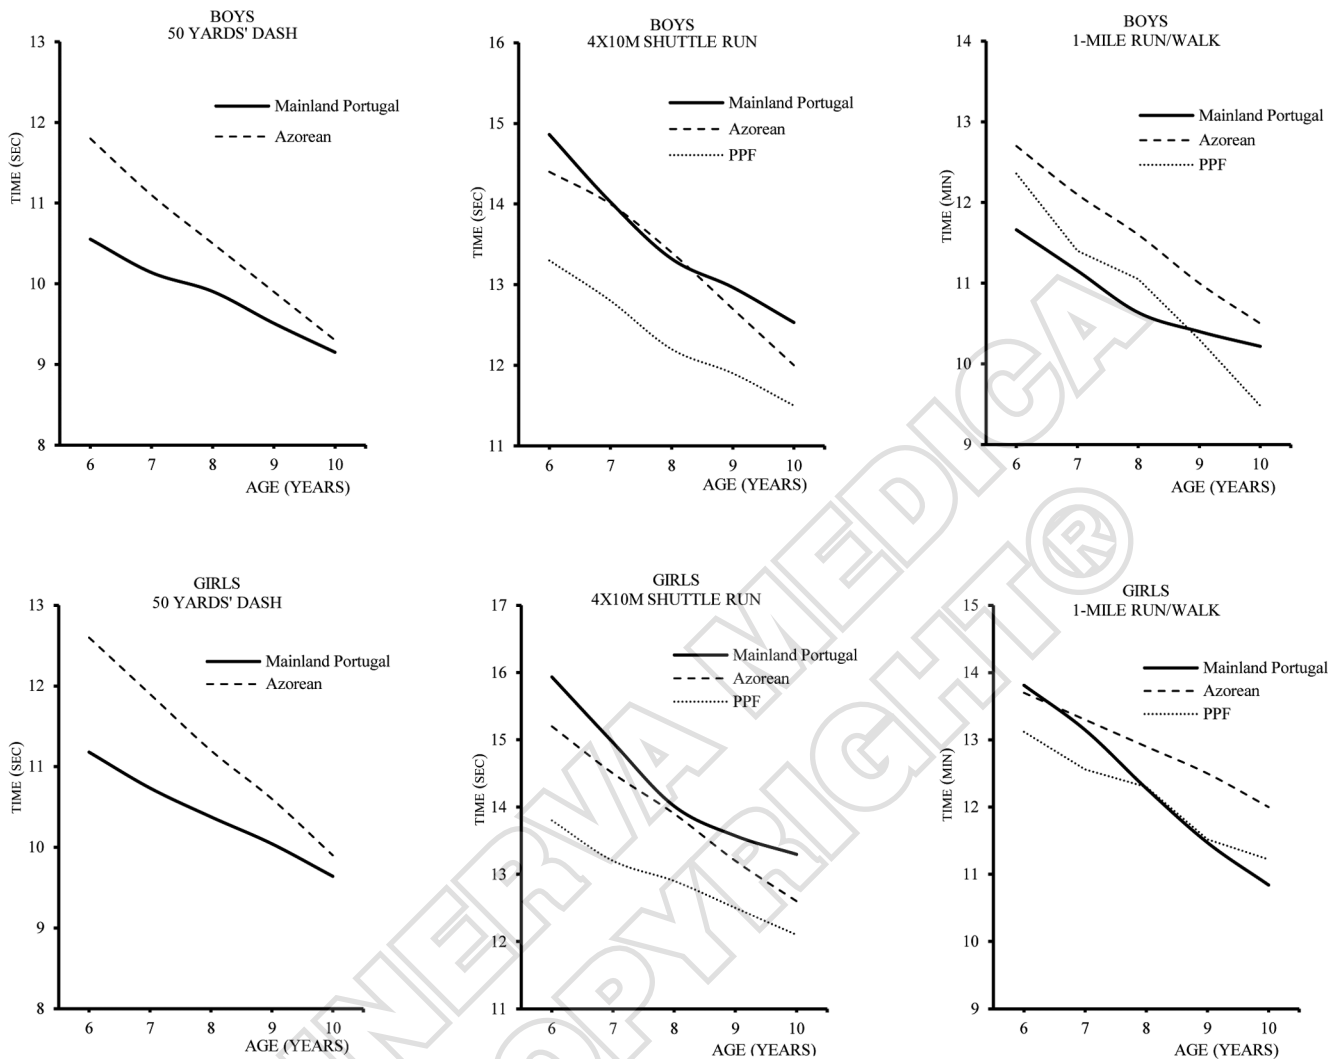 BOYS
50 YARDS' DASH
13
12
11
10
9
8
TIME (SEC)
Mainland Portugal
Azorean
6 7 8 9 10
AGE (YEARS)
BOYS
4X10M SHUTTLE RUN
16
15
14
13
12
11
TIME (SEC)
Mainland Portugal
Azorean
PPF
6 7 8 9 10
AGE (YEARS)
BOYS
1-MILE RUN/WALK
14
13
12
11
10
9
TIME (MIN)
Mainland Portugal
Azorean
PPF
6 7 8 9 10
AGE (YEARS)
GIRLS
50 YARDS' DASH
13
12
11
10
9
8
TIME (SEC)
Mainland Portugal
Azorean
6 7 8 9 10
AGE (YEARS)
GIRLS
4X10M SHUTTLE RUN
17
16
15
14
13
12
11
TIME (SEC)
Mainland Portugal
Azorean
PPF
6 7 8 9 10
AGE (YEARS)
GIRLS
1-MILE RUN/WALK
15
14
13
12
11
10
9
TIME (MIN)
Mainland Portugal
Azorean
PPF
6 7 8 9 10
AGE (YEARS)
INERVA MEDICA
OPYRIGHT®